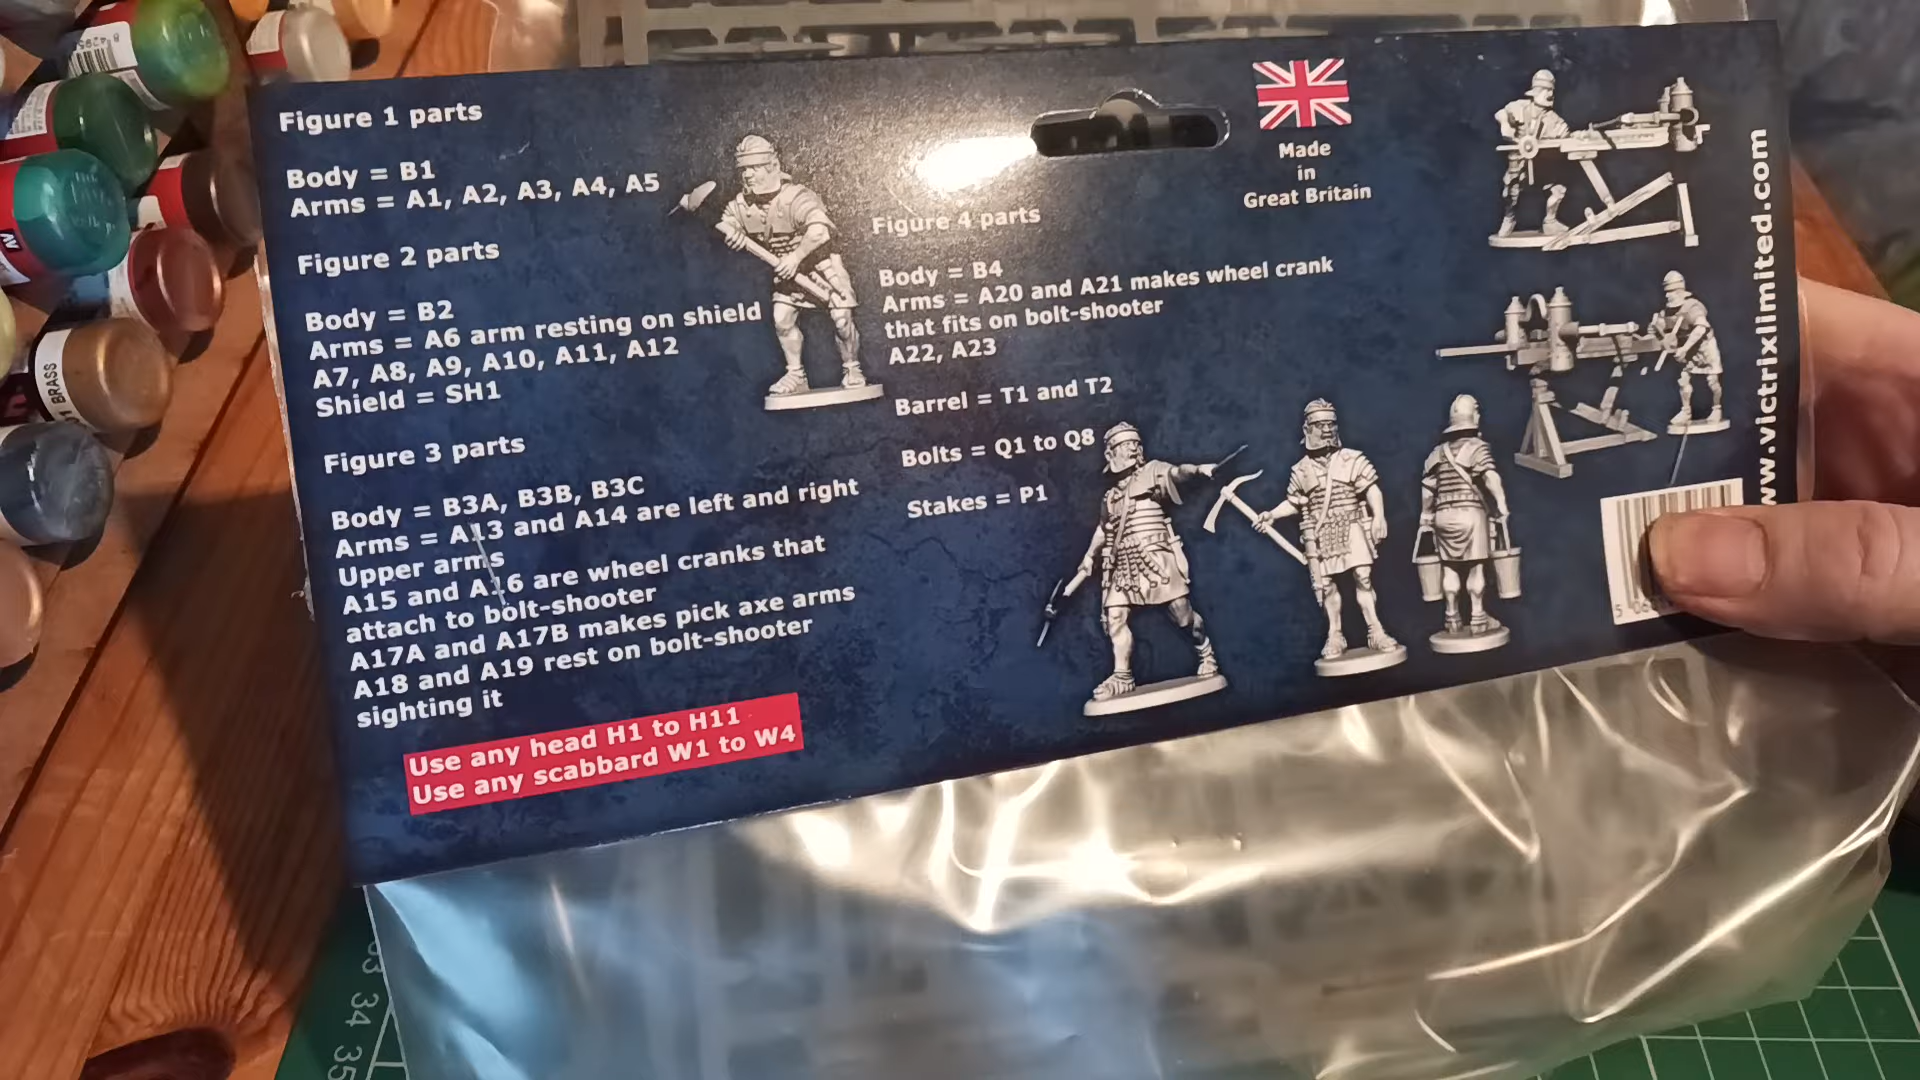 Figure 1 parts
Body = B1
Arms = A1, A2, A3, A4, A5
Figure 2 parts
Body = B2
Arms = A6 arm resting on shield
A7, A8, A9, A10, A11, A12
Shield = SH1
Figure 3 parts
Body = B3A, B3B, B3C
Arms = A13 and A14 are left and right
Upper arms
A15 and A16 are wheel cranks that
attach to bolt-shooter
A17A and A17B makes pick axe arms
A18 and A19 rest on bolt-shooter
sighting it
Use any head H1 to H11
Use any scabbard W1 to W4
Figure 4 parts
Body = B4
Arms = A20 and A21 makes wheel crank
that fits on bolt-shooter
A22, A23
Barrel = T1 and T2
Bolts = Q1 to Q8
Stakes = P1
Made
in
Great Britain
www.victrixlimited.com
BRASS
33
34
35